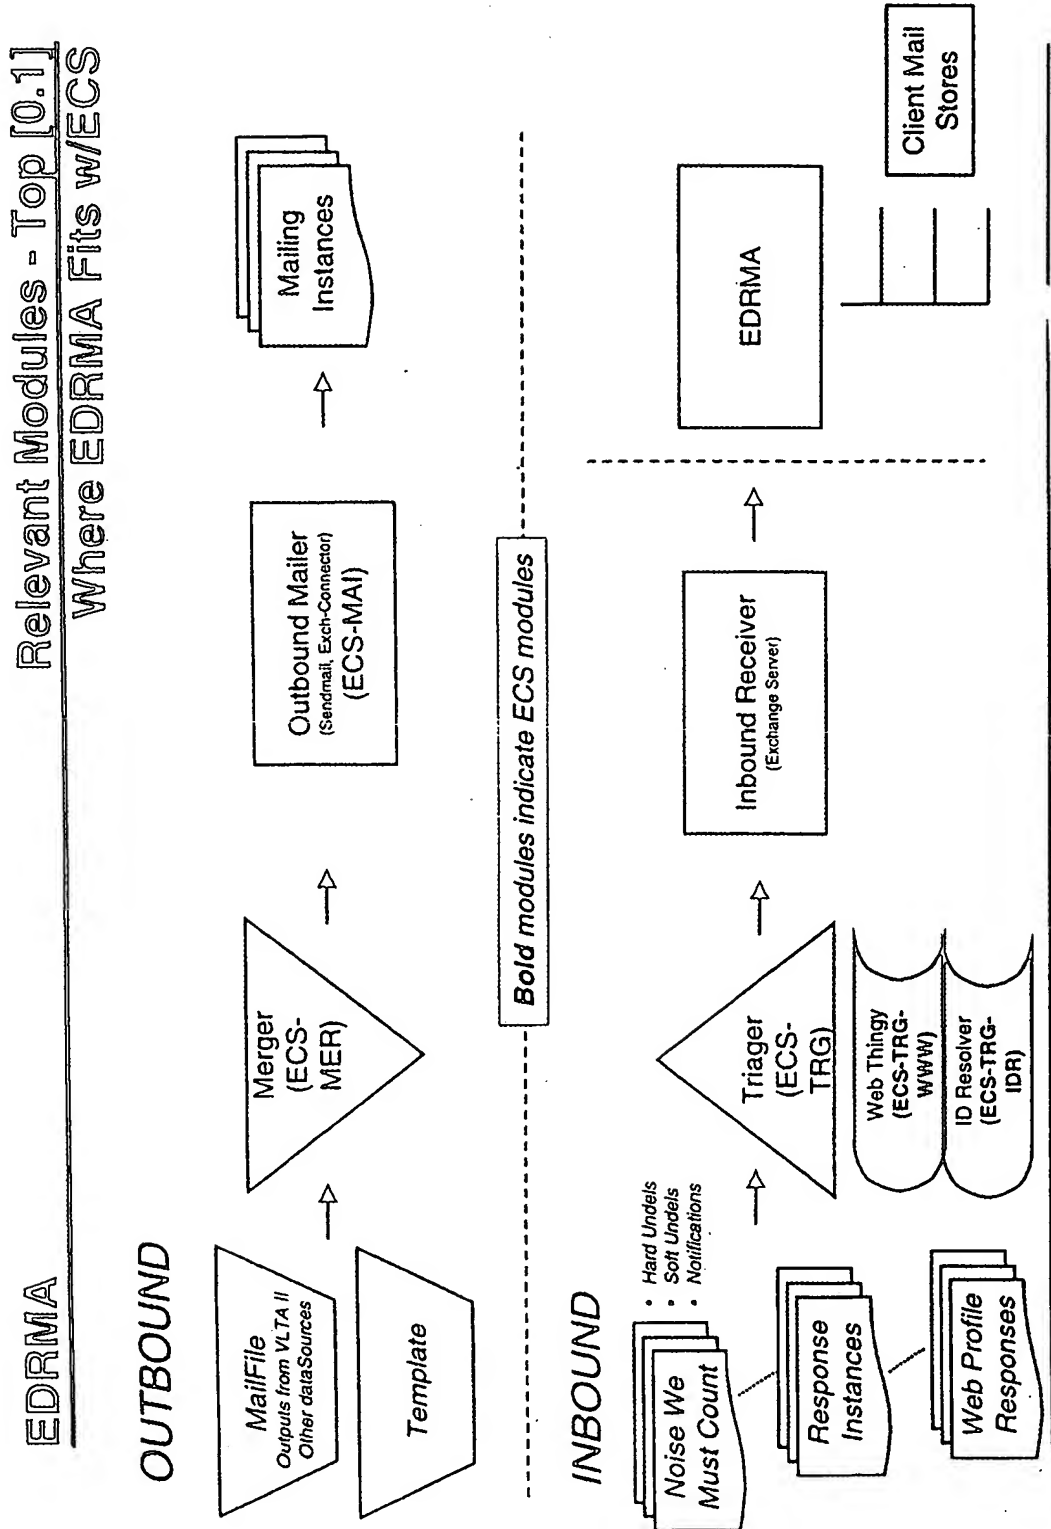 EDRMA
Relevant Modules - Top [0.1]
Where EDRMA Fits w/ECS
OUTBOUND
MailFile
Outputs from VLTA II
Other dataSources
Template
Merger
(ECS-
MER)
Outbound Mailer
(Sendmail, Exch-Connector)
(ECS-MAI)
Mailing
Instances
Bold modules indicate ECS modules
INBOUND
Noise We
Must Count
• Hard Undels
• Soft Undels
• Notifications
Response
Instances
Web Profile
Responses
Triager
(ECS-
TRG)
Web Thingy
(ECS-TRG-
WWW)
ID Resolver
(ECS-TRG-
IDR)
Inbound Receiver
(Exchange Server)
EDRMA
Client Mail
Stores